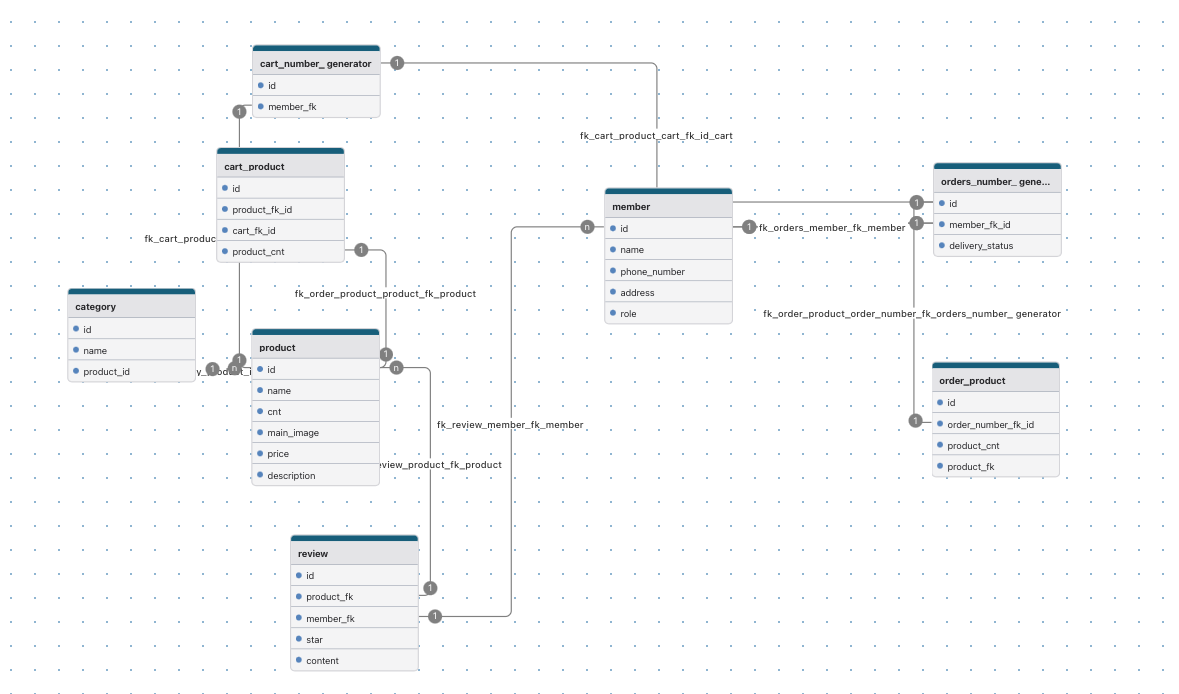 cart_number_ generator
1
id
member_fk
1
fk_cart_product_cart_fk_id_cart
cart_product
id
product_fk_id
cart_fk_id
product_cnt
1
fk_cart_produc
fk_order_product_product_fk_product
category
id
name
product_id
1
n
1
y_product_i
product
id
name
cnt
main_image
price
description
1
n
fk_review_member_fk_member
eview_product_fk_product
review
id
product_fk
member_fk
star
content
1
1
member
id
name
phone_number
address
role
n
1
fk_orders_member_fk_member
orders_number_ gene...
id
member_fk_id
delivery_status
1
1
fk_order_product_order_number_fk_orders_number_ generator
order_product
id
order_number_fk_id
product_cnt
product_fk
1